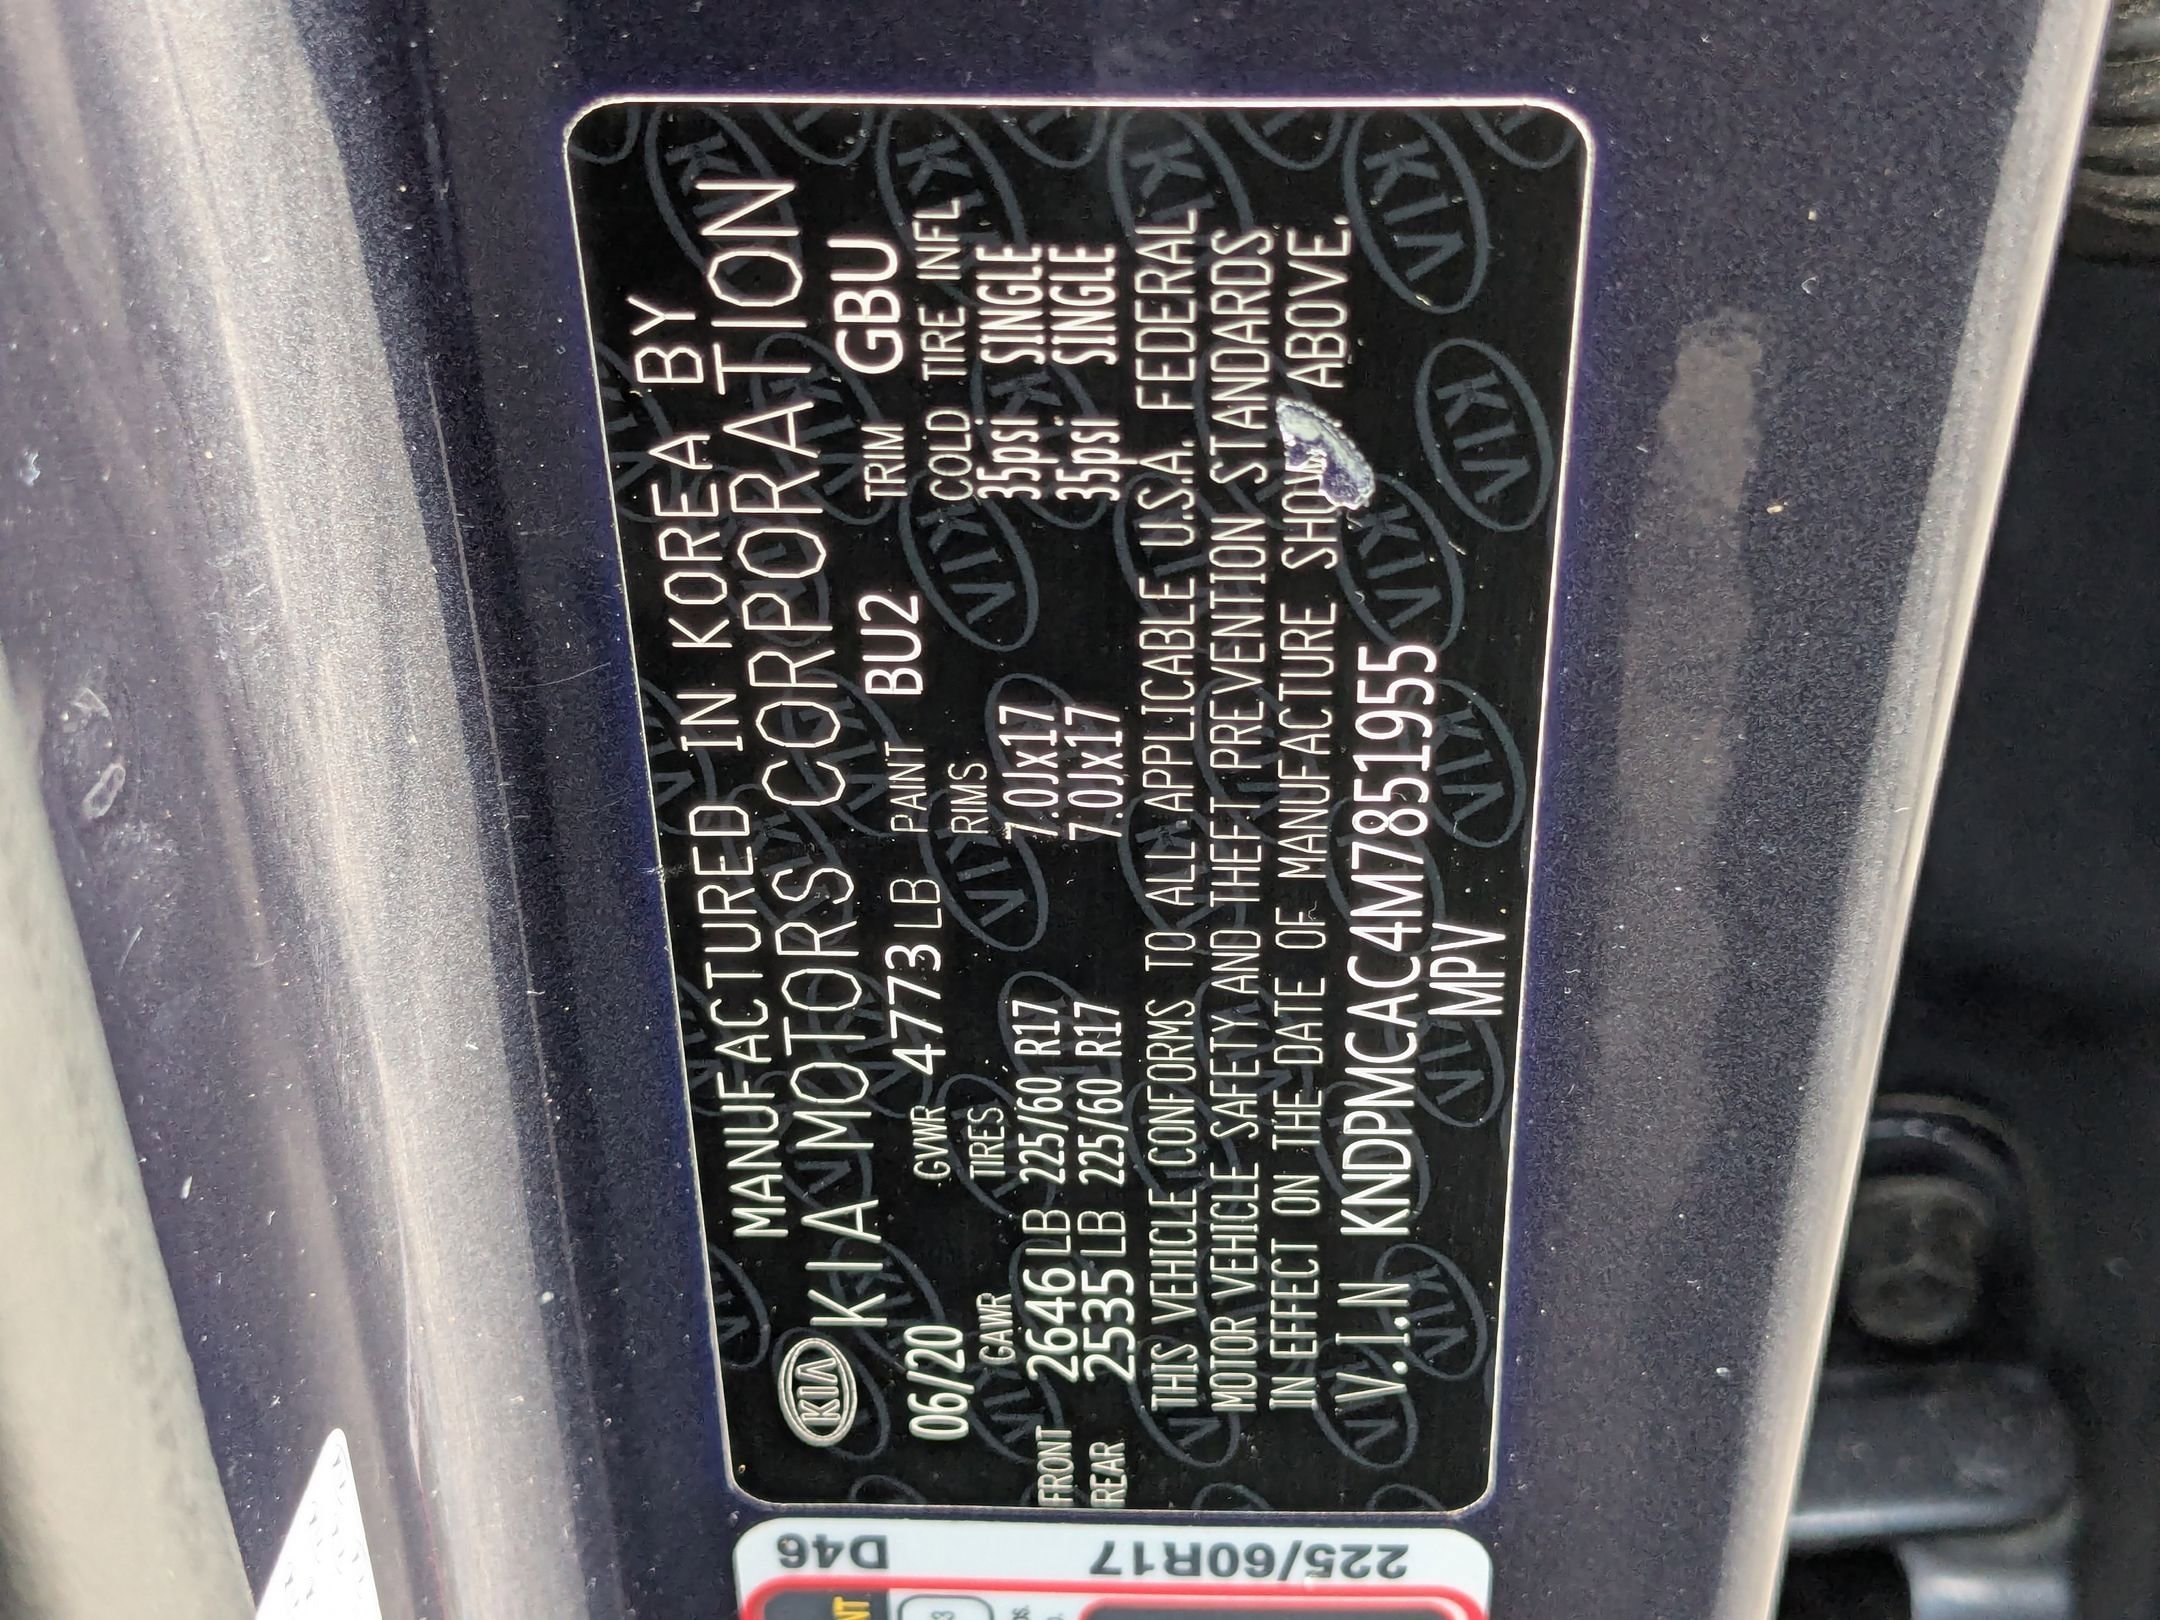 MANUFACTURED IN KOREA BY
KIA KIA MOTORS CORPORATION
06/20 GVWR 4773 LB PAINT BU2 TRIM GBU
GAWR TIRES RIMS COLD TIRE INFL
FRONT 2646 LB 225/60 R17 7.0Jx17 35psi SINGLE
REAR 2535 LB 225/60 R17 7.0Jx17 35psi SINGLE
THIS VEHICLE CONFORMS TO ALL APPLICABLE U.S.A. FEDERAL
MOTOR VEHICLE SAFETY AND THEFT PREVENTION STANDARDS
IN EFFECT ON THE DATE OF MANUFACTURE SHOW ABOVE.
V.I.N KNDPMCAC4M7851955
MPV
D46
225/60R17